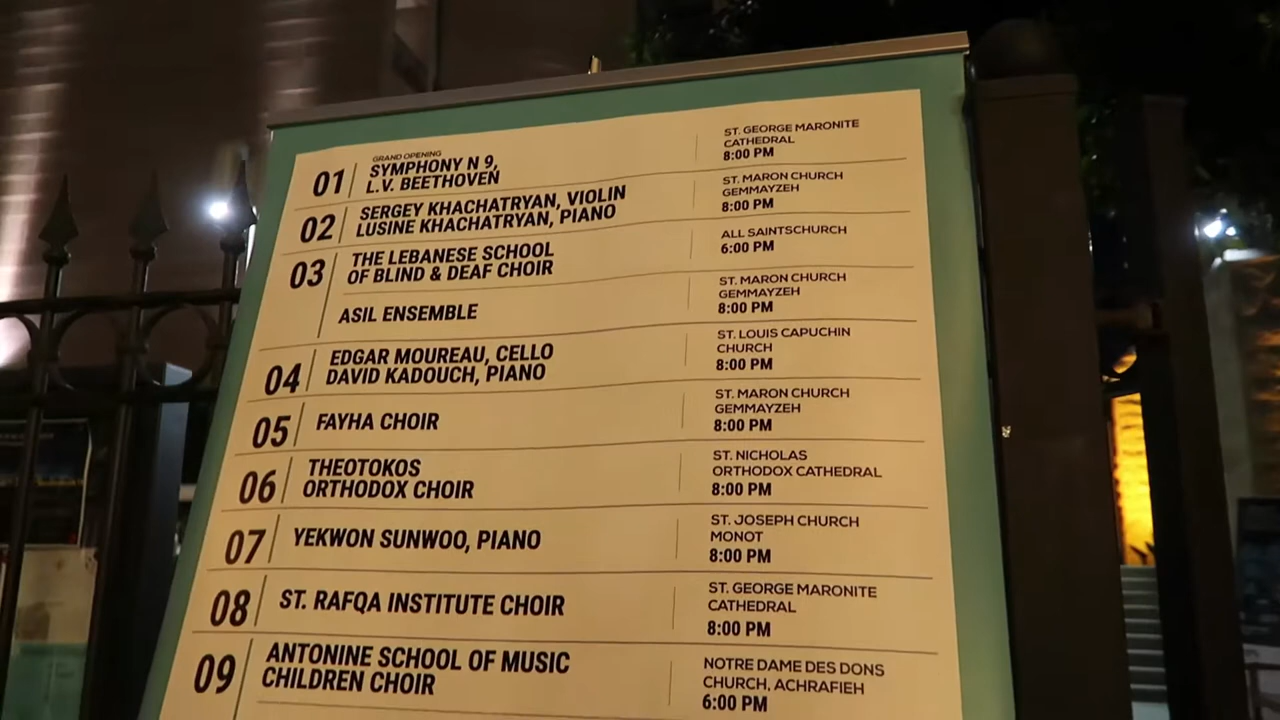 GRAND OPENING
01 SYMPHONY N 9,
L.V. BEETHOVEN
ST. GEORGE MARONITE
CATHEDRAL
8:00 PM
02 SERGEY KHACHATRYAN, VIOLIN
LUSINE KHACHATRYAN, PIANO
ST. MARON CHURCH
GEMMAYZEH
8:00 PM
03 THE LEBANESE SCHOOL
OF BLIND & DEAF CHOIR
ALL SAINTSCHURCH
6:00 PM
ASIL ENSEMBLE
ST. MARON CHURCH
GEMMAYZEH
8:00 PM
04 EDGAR MOUREAU, CELLO
DAVID KADOUCH, PIANO
ST. LOUIS CAPUCHIN
CHURCH
8:00 PM
05 FAYHA CHOIR
ST. MARON CHURCH
GEMMAYZEH
8:00 PM
06 THEOTOKOS
ORTHODOX CHOIR
ST. NICHOLAS
ORTHODOX CATHEDRAL
8:00 PM
07 YEKWON SUNWOO, PIANO
ST. JOSEPH CHURCH
MONOT
8:00 PM
08 ST. RAFQA INSTITUTE CHOIR
ST. GEORGE MARONITE
CATHEDRAL
8:00 PM
09 ANTONINE SCHOOL OF MUSIC
CHILDREN CHOIR
NOTRE DAME DES DONS
CHURCH, ACHRAFIEH
6:00 PM